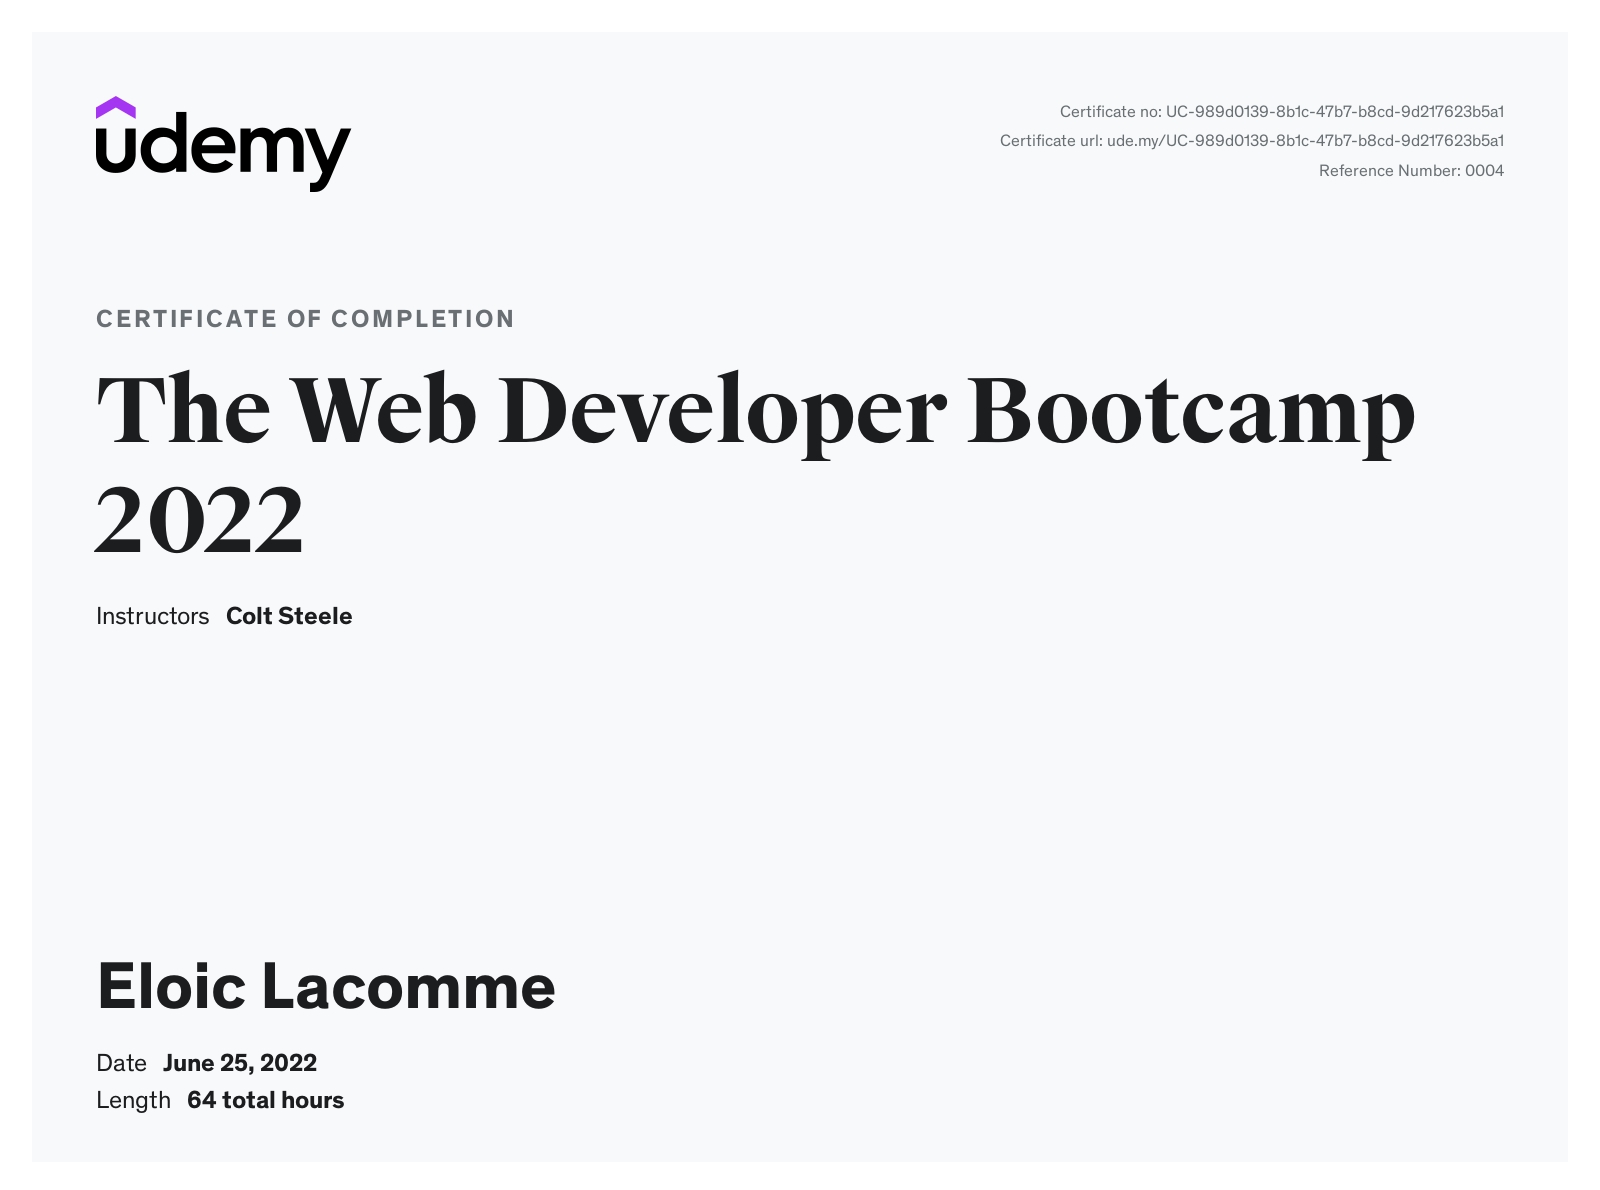 udemy
Certificate no: UC-989d0139-8b1c-47b7-b8cd-9d217623b5a1
Certificate url: ude.my/UC-989d0139-8b1c-47b7-b8cd-9d217623b5a1
Reference Number: 0004
CERTIFICATE OF COMPLETION
The Web Developer Bootcamp
2022
Instructors Colt Steele
Eloic Lacomme
Date June 25, 2022
Length 64 total hours